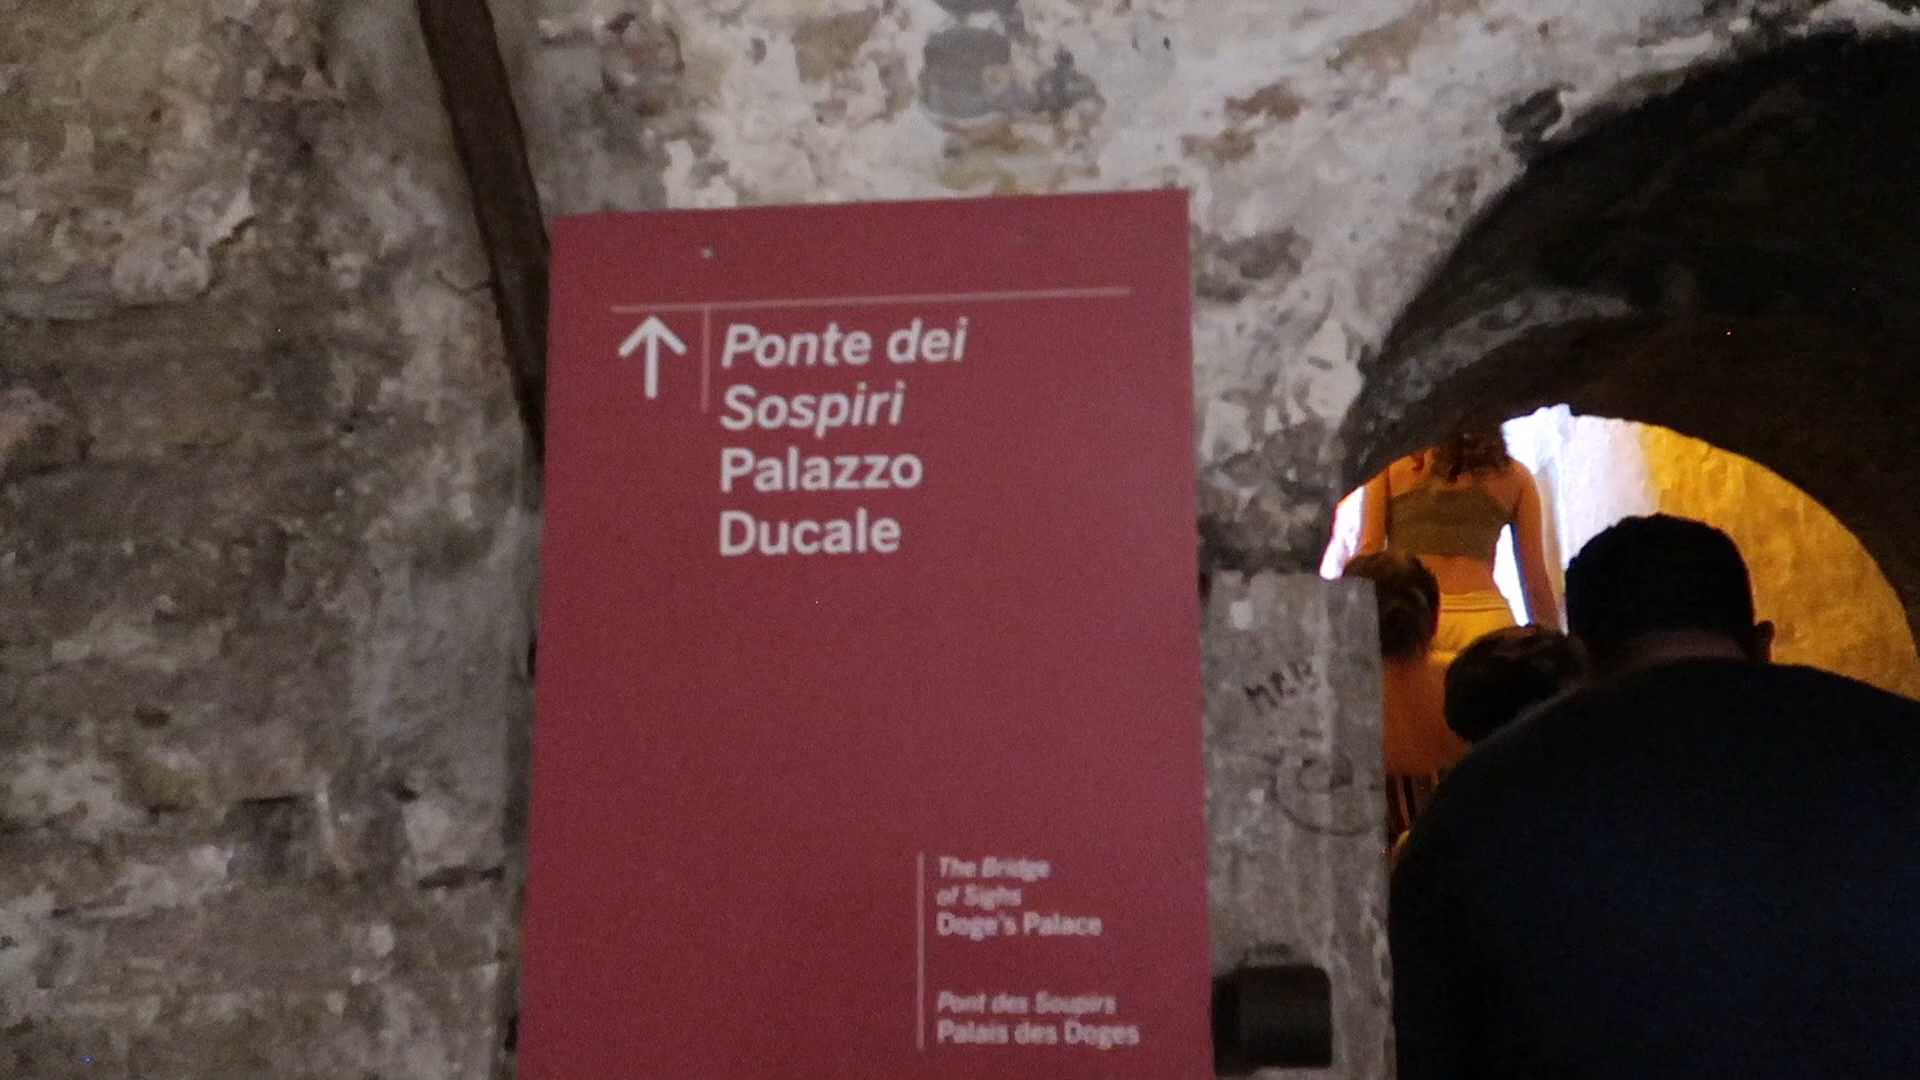 Ponte dei
Sospiri
Palazzo
Ducale
The Bridge
of Sighs
Doge's Palace
Pont des Soupirs
Palais des Doges